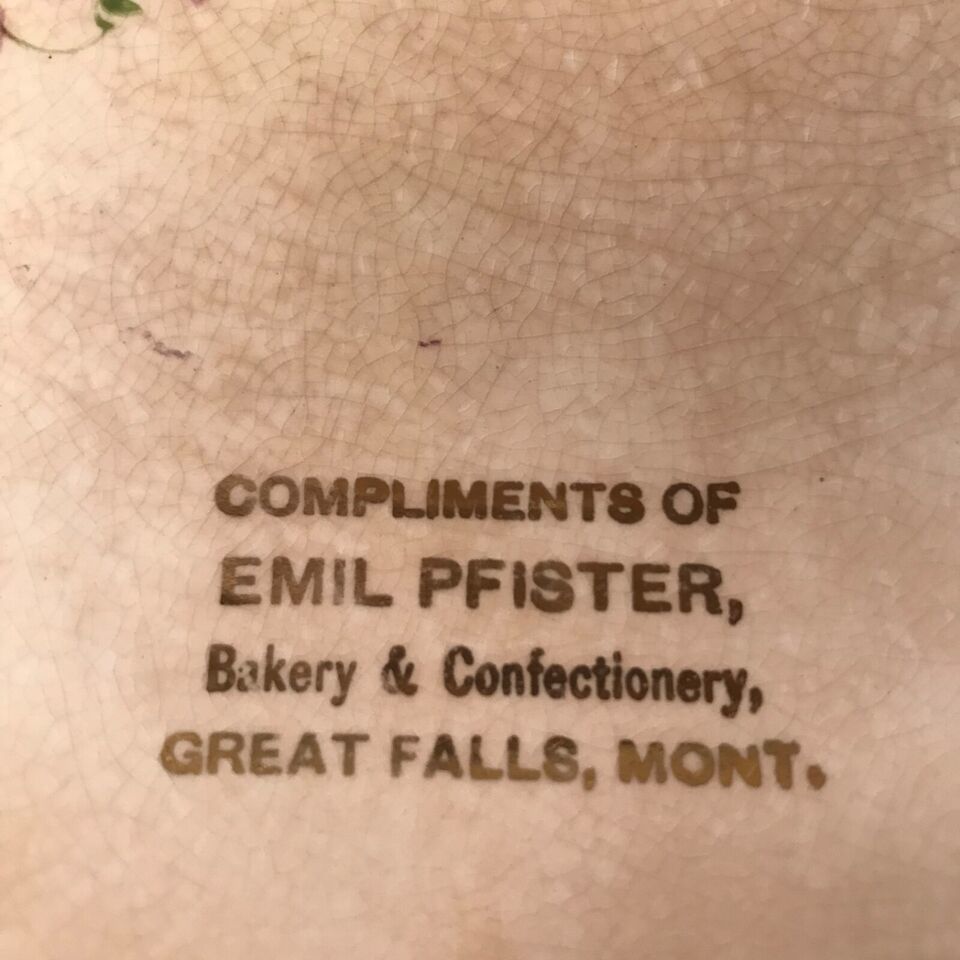 COMPLIMENTS OF
EMIL PFISTER,
Bakery & Confectionery,
GREAT FALLS, MONT.